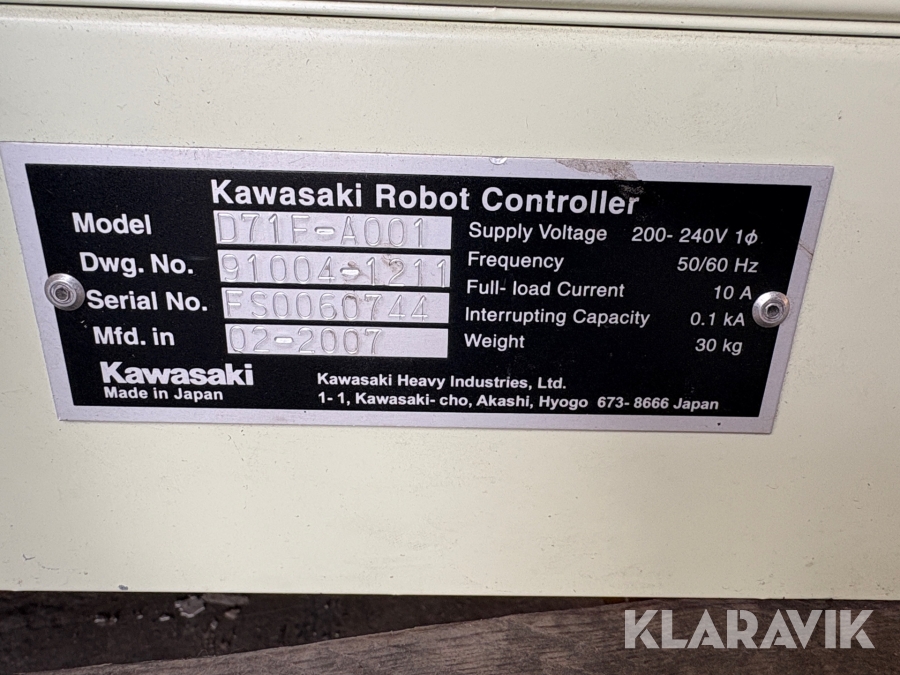 Kawasaki Robot Controller
Model D71F-A001
Dwg. No. 91004-1211
Serial No. FS0060744
Mfd. in 02-2007
Supply Voltage 200- 240V 1ϕ
Frequency 50/60 Hz
Full- load Current 10 A
Interrupting Capacity 0.1 kA
Weight 30 kg
Kawasaki
Made in Japan
Kawasaki Heavy Industries, Ltd.
1- 1, Kawasaki- cho, Akashi, Hyogo 673- 8666 Japan
KLARAVIK